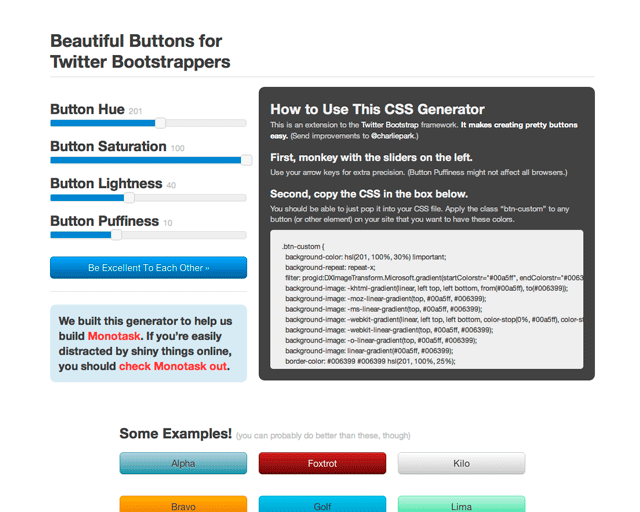 Beautiful Buttons for
Twitter Bootstrappers
Button Hue 201
Button Saturation 100
Button Lightness 40
Button Puffiness 10
Be Excellent To Each Other »
We built this generator to help us
build Monotask. If you're easily
distracted by shiny things online,
you should check Monotask out.
How to Use This CSS Generator
This is an extension to the Twitter Bootstrap framework. It makes creating pretty buttons
easy. (Send improvements to @charliepark.)
First, monkey with the sliders on the left.
Use your arrow keys for extra precision. (Button Puffiness might not affect all browsers.)
Second, copy the CSS in the box below.
You should be able to just pop it into your CSS file. Apply the class "btn-custom" to any
button (or other element) on your site that you want to have these colors.
.btn-custom {
background-color: hsl(201, 100%, 30%) !important;
background-repeat: repeat-x;
filter: progid:DXImageTransform.Microsoft.gradient(startColorstr="#00a5ff", endColorstr="#0063
background-image: -khtml-gradient(linear, left top, left bottom, from(#00a5ff), to(#006399));
background-image: -moz-linear-gradient(top, #00a5ff, #006399);
background-image: -ms-linear-gradient(top, #00a5ff, #006399);
background-image: -webkit-gradient(linear, left top, left bottom, color-stop(0%, #00a5ff), color-s
background-image: -webkit-linear-gradient(top, #00a5ff, #006399);
background-image: -o-linear-gradient(top, #00a5ff, #006399);
background-image: linear-gradient(#00a5ff, #006399);
border-color: #006399 #006399 hsl(201, 100%, 25%);
Some Examples! (you can probably do better than these, though)
Alpha
Foxtrot
Kilo
Bravo
Golf
Lima